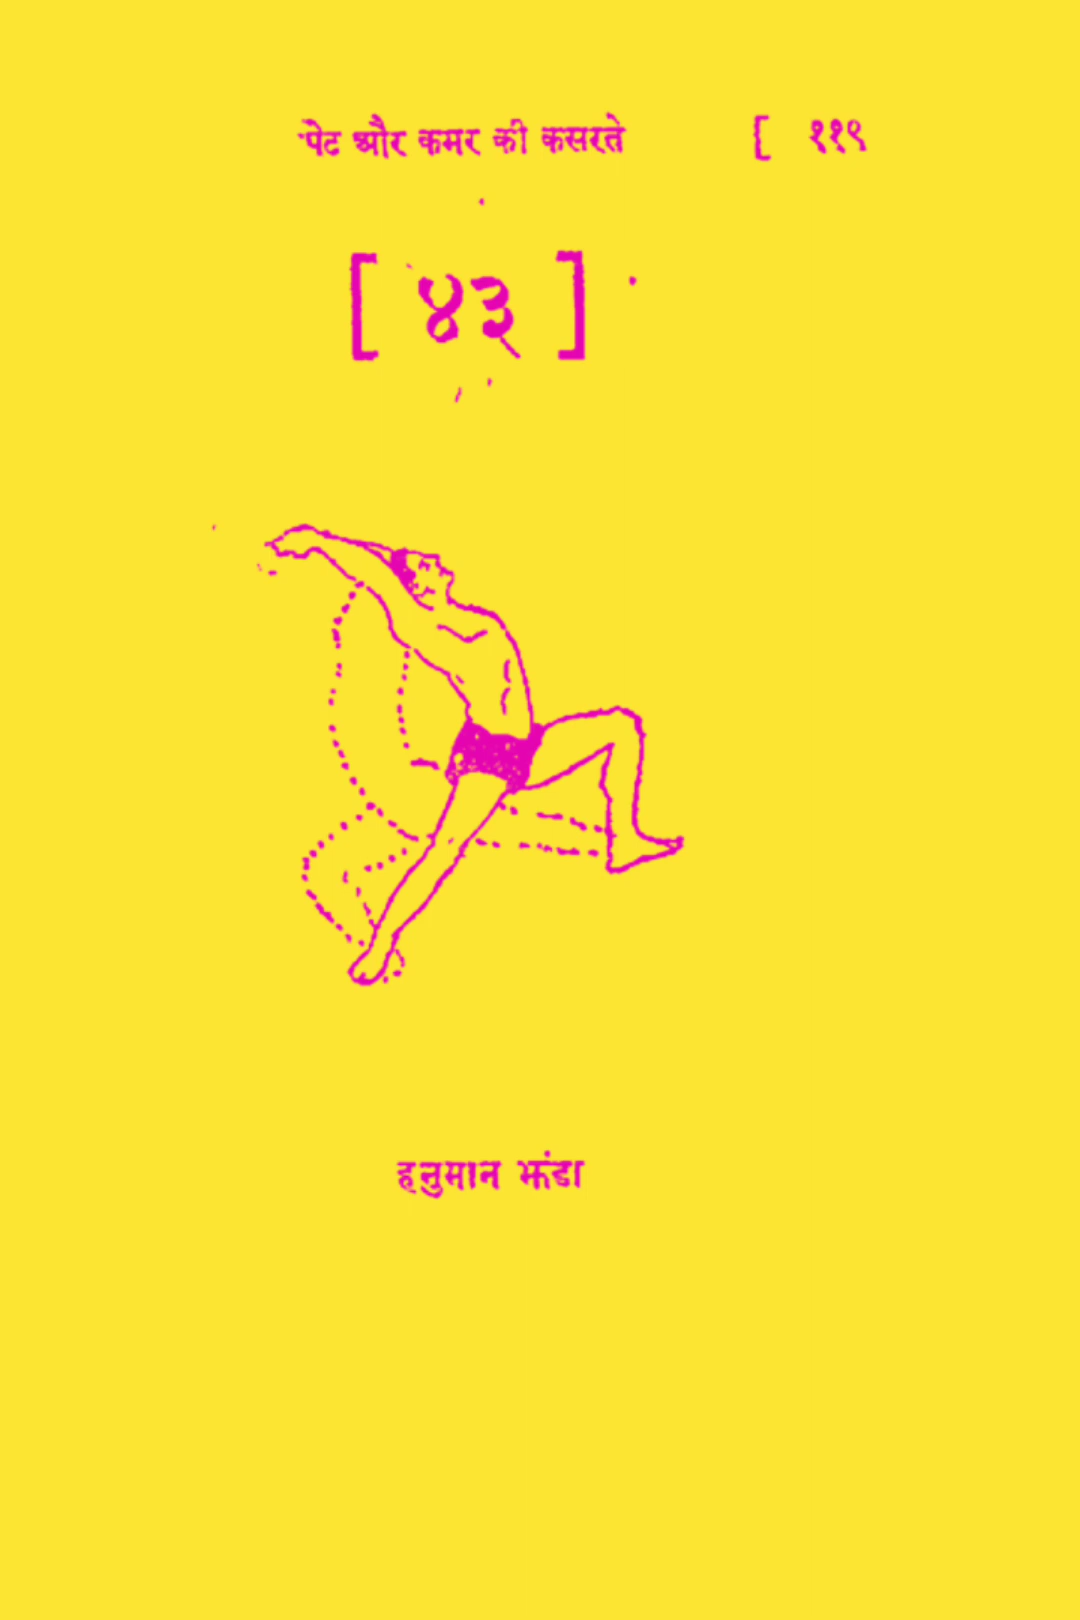 पेट और कमर की कसरतें [ ११९
[ ४३ ]
हनुमान झंडा